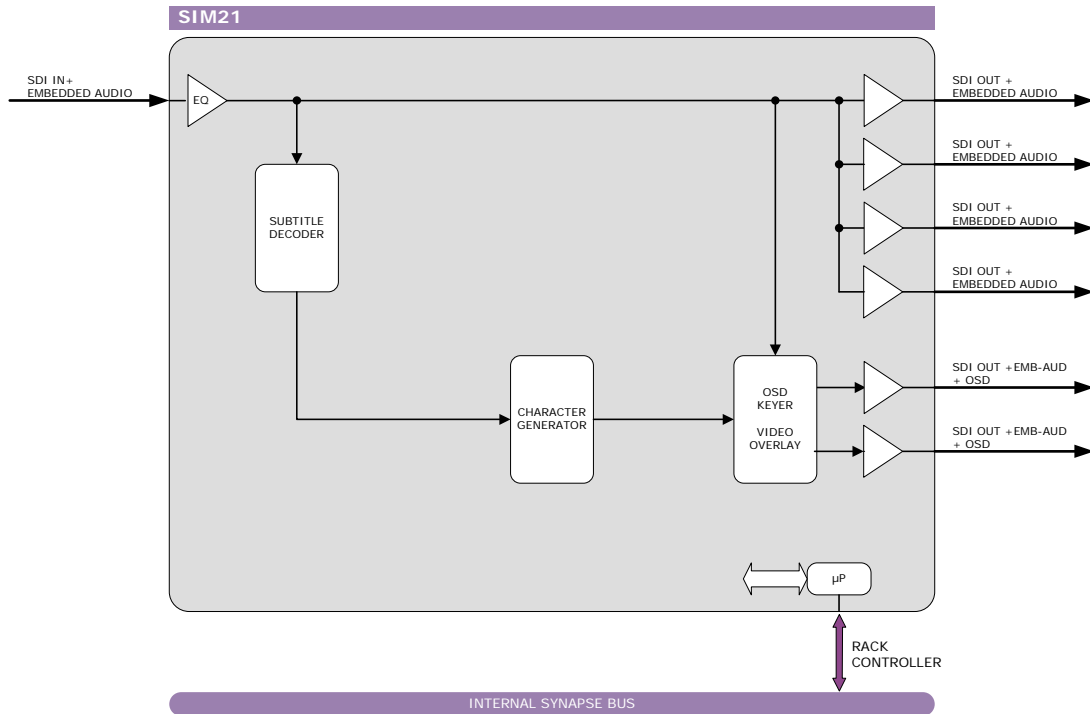 SIM21
SDI IN+
EMBEDDED AUDIO
EQ
SDI OUT +
EMBEDDED AUDIO
SDI OUT +
EMBEDDED AUDIO
SUBTITLE
DECODER
SDI OUT +
EMBEDDED AUDIO
SDI OUT +
EMBEDDED AUDIO
CHARACTER
GENERATOR
OSD
KEYER
VIDEO
OVERLAY
SDI OUT +EMB-AUD
+ OSD
SDI OUT +EMB-AUD
+ OSD
µP
RACK
CONTROLLER
INTERNAL SYNAPSE BUS